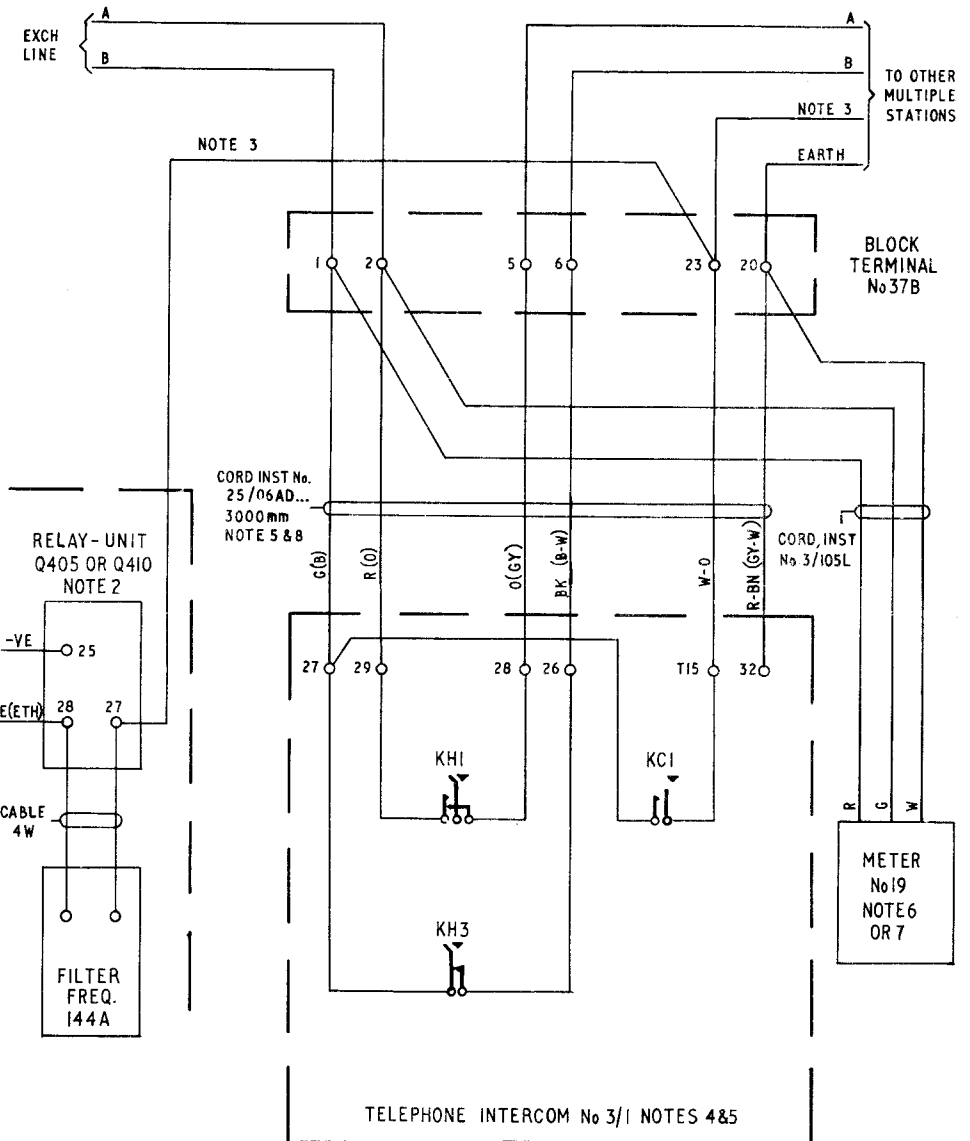 A
EXCH
LINE
B
A
B
TO OTHER
MULTIPLE
STATIONS
NOTE 3
EARTH
NOTE 3
BLOCK
TERMINAL
No 37B
1
2
5
6
23
20
CORD INST No.
25/06AD...
3000mm
NOTE 5 & 8
CORD, INST
No 3/105L
G(B)
R(O)
O(GY)
BK (B-W)
W-O
R-BN (GY-W)
RELAY-UNIT
Q405 OR Q410
NOTE 2
-VE
25
E(ETH)
28
27
CABLE
4W
FILTER
FREQ.
144A
27
29
28
26
T15
32
KH1
KC1
KH3
R
G
W
METER
No 19
NOTE 6
OR 7
TELEPHONE INTERCOM No 3/1 NOTES 4&5